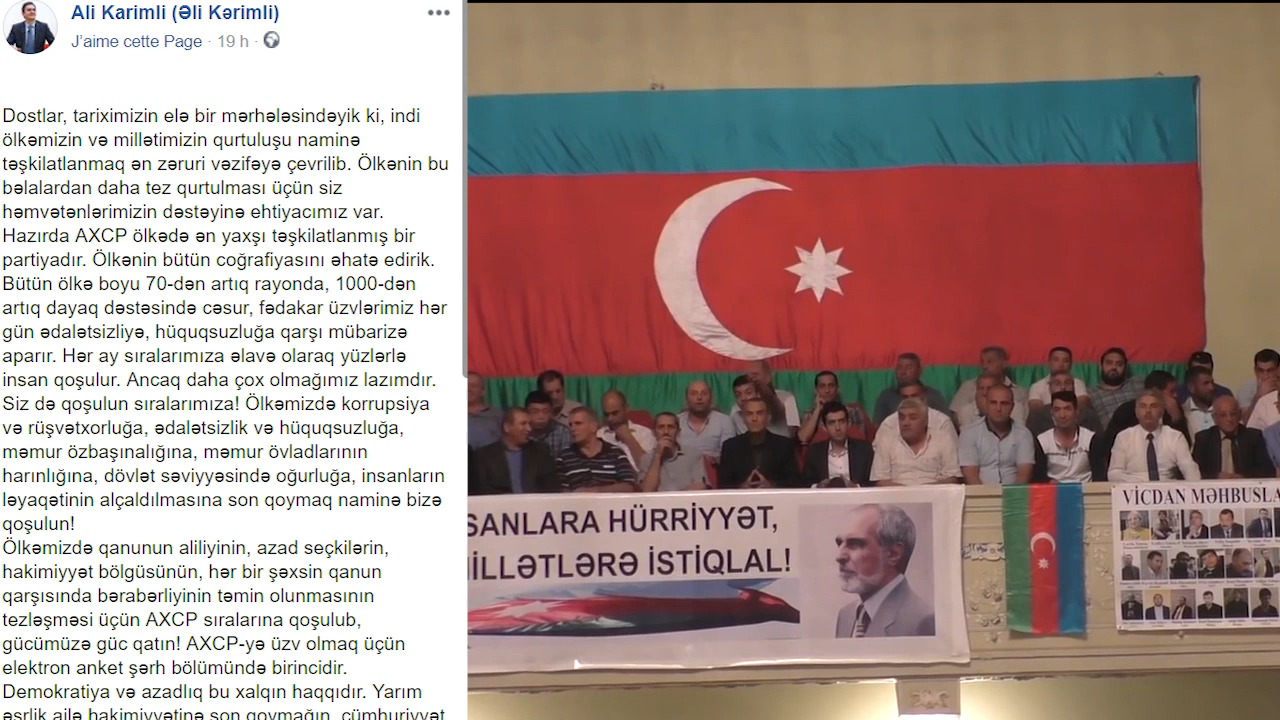 Ali Karimli (Əli Kərimli)
J'aime cette Page · 19 h ·
Dostlar, tariximizin elə bir mərhələsindəyik ki, indi
ölkəmizin və millətimizin qurtuluşu naminə
təşkilatlanmaq ən zəruri vəzifəyə çevrilib. Ölkənin bu
bəlalardan daha tez qurtulması üçün siz
həmvətənlərimizin dəstəyinə ehtiyacımız var.
Hazırda AXCP ölkədə ən yaxşı təşkilatlanmış bir
partiyadır. Ölkənin bütün coğrafiyasını əhatə edirik.
Bütün ölkə boyu 70-dən artıq rayonda, 1000-dən
artıq dayaq dəstəsində cəsur, fədakar üzvlərimiz hər
gün ədalətsizliyə, hüquqsuzluğa qarşı mübarizə
aparır. Hər ay sıralarımıza əlavə olaraq yüzlərlə
insan qoşulur. Ancaq daha çox olmağımız lazımdır.
Siz də qoşulun sıralarımıza! Ölkəmizdə korrupsiya
və rüşvətxorluğa, ədalətsizlik və hüquqsuzluğa,
məmur özbaşınalığına, məmur övladlarının
harınlığına, dövlət səviyyəsində oğurluğa, insanların
ləyaqətinin alçaldılmasına son qoymaq naminə bizə
qoşulun!
Ölkəmizdə qanunun aliliyinin, azad seçkilərin,
hakimiyyət bölgüsünün, hər bir şəxsin qanun
qarşısında bərabərliyinin təmin olunmasının
tezləşməsi üçün AXCP sıralarına qoşulub,
gücümüzə güc qatın! AXCP-yə üzv olmaq üçün
elektron anket şərh bölümündə birincidir.
Demokratiya və azadlıq bu xalqın haqqıdır. Yarım
əsrlik ailə hakimiyyətinə son qoymağın, cümhuriyyət
SANLARA HÜRRİYYƏT,
İLLƏTLƏRƏ İSTİQLAL!
VİCDAN MƏHBUSLA